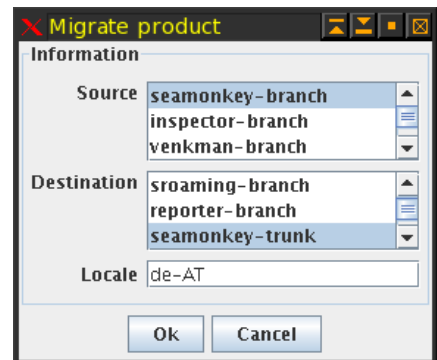 Migrate product
Information
Source
seamonkey-branch
inspector-branch
venkman-branch
Destination
sroaming-branch
reporter-branch
seamonkey-trunk
Locale
de-AT
Ok
Cancel